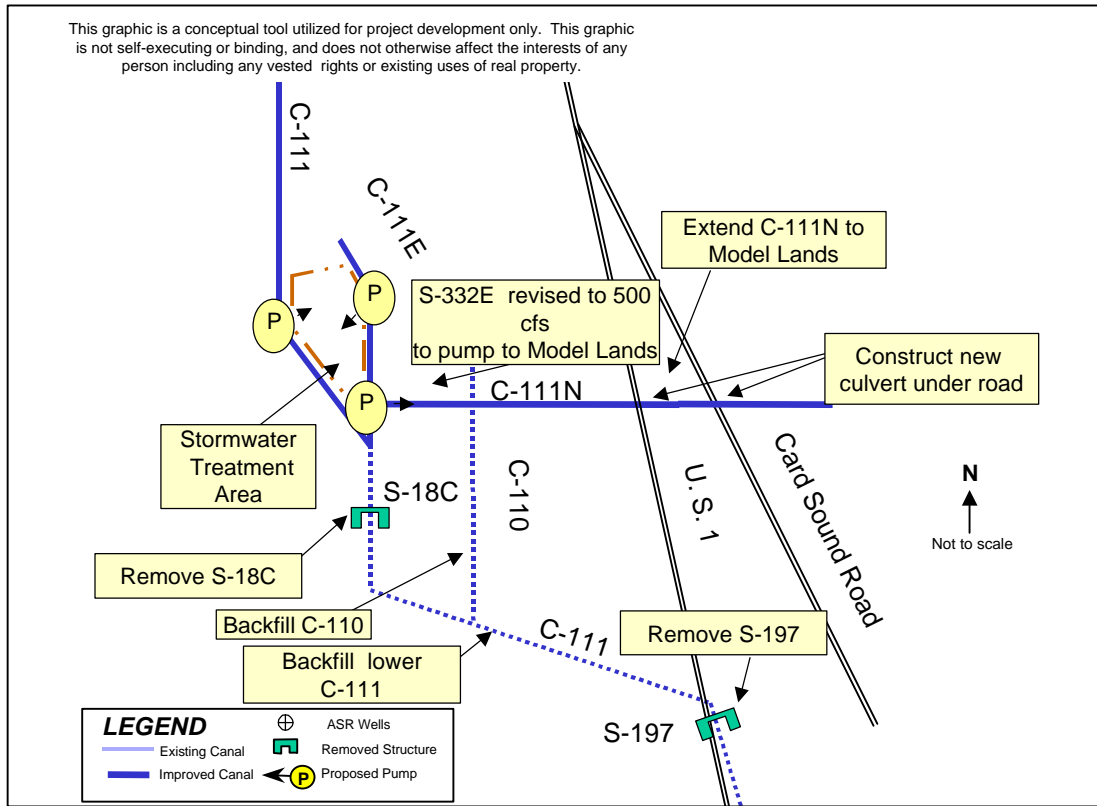 This graphic is a conceptual tool utilized for project development only. This graphic
is not self-executing or binding, and does not otherwise affect the interests of any
person including any vested rights or existing uses of real property.
C-111
C-111E
Extend C-111N to
Model Lands
P
P
S-332E revised to 500
cfs
to pump to Model Lands
Construct new
culvert under road
P
C-111N
Stormwater
Treatment
Area
S-18C
C-110
U. S. 1
Card Sound Road
N
Not to scale
Remove S-18C
Backfill C-110
C-111
Remove S-197
Backfill lower
C-111
S-197
LEGEND
ASR Wells
Existing Canal
Removed Structure
Improved Canal
P
Proposed Pump